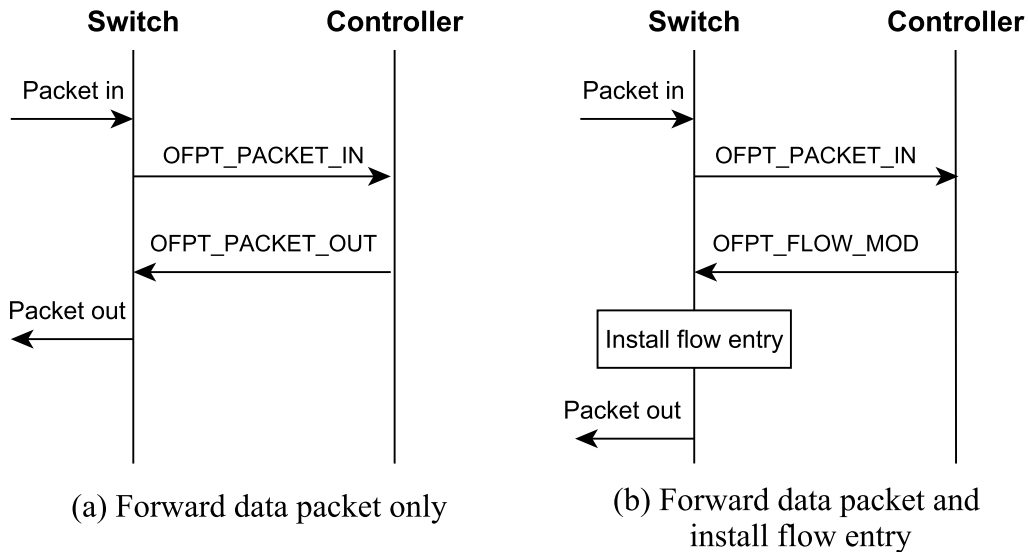 Switch
Controller
Packet in
OFPT_PACKET_IN
OFPT_PACKET_OUT
Packet out
(a) Forward data packet only
Switch
Controller
Packet in
OFPT_PACKET_IN
OFPT_FLOW_MOD
Install flow entry
Packet out
(b) Forward data packet and
install flow entry